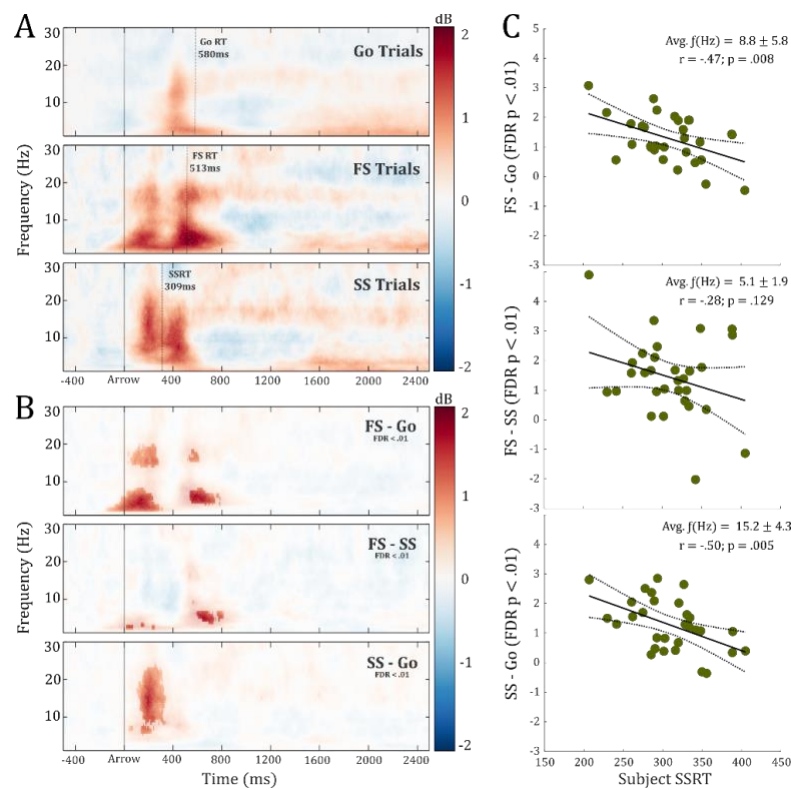 A
dB
30
20
10
Go RT
580ms
Go Trials
30
20
10
FS RT
513ms
FS Trials
30
20
10
SSRT
309ms
SS Trials
Frequency (Hz)
2
1
0
-1
-2
-400
Arrow
400
800
1200
1600
2000
2400
B
dB
30
20
10
FS - Go
FDR < .01
30
20
10
FS - SS
FDR < .01
30
20
10
SS - Go
FDR < .01
Frequency (Hz)
2
1
0
-1
-2
-400
Arrow
400
800
1200
1600
2000
2400
Time (ms)
C
Avg. ƒ(Hz) = 8.8 ± 5.8
r = -.47; p = .008
FS - Go (FDR p < .01)
5
4
3
2
1
0
-1
-2
-3
Avg. ƒ(Hz) = 5.1 ± 1.9
r = -.28; p = .129
FS - SS (FDR p < .01)
5
4
3
2
1
0
-1
-2
-3
Avg. ƒ(Hz) = 15.2 ± 4.3
r = -.50; p = .005
SS - Go (FDR p < .01)
5
4
3
2
1
0
-1
-2
-3
150
200
250
300
350
400
450
Subject SSRT